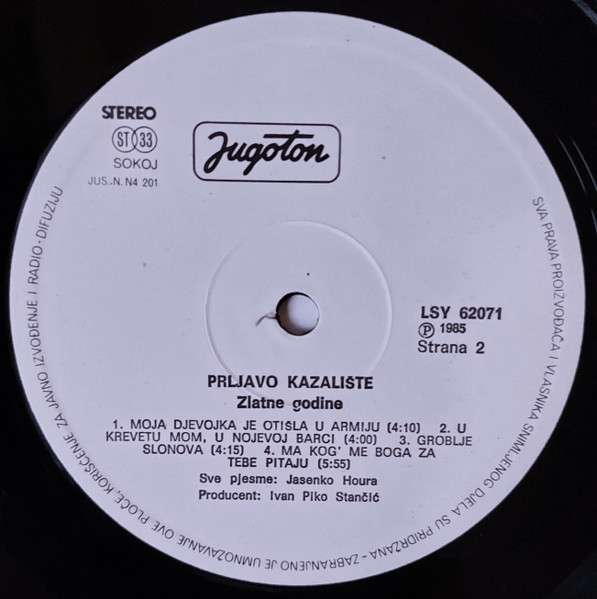 STEREO
ST 33
SOKOJ
JUS.-N. N4 201
Jugoton
LSY 62071
Ⓟ 1985
Strana 2
PRLJAVO KAZALIŠTE
Zlatne godine
1. MOJA DJEVOJKA JE OTIŠLA U ARMIJU (4:10) 2. U
KREVETU MOM, U NOJEVOJ BARCI (4:00) 3. GROBLJE
SLONOVA (4:15) 4. MA KOG' ME BOGA ZA
TEBE PITAJU (5:55)
Sve pjesme: Jasenko Houra
Producent: Ivan Piko Stančić
SVA PRAVA PROIZVOĐAČA I VLASNIKA SNIMLJENOG DJELA SU PRIDRŽANA - ZABRANJENO JE UMNOŽAVANJE OVE PLOČE, KORIŠĆENJE ZA JAVNO IZVOĐENJE I RADIO-DIFUZIJU